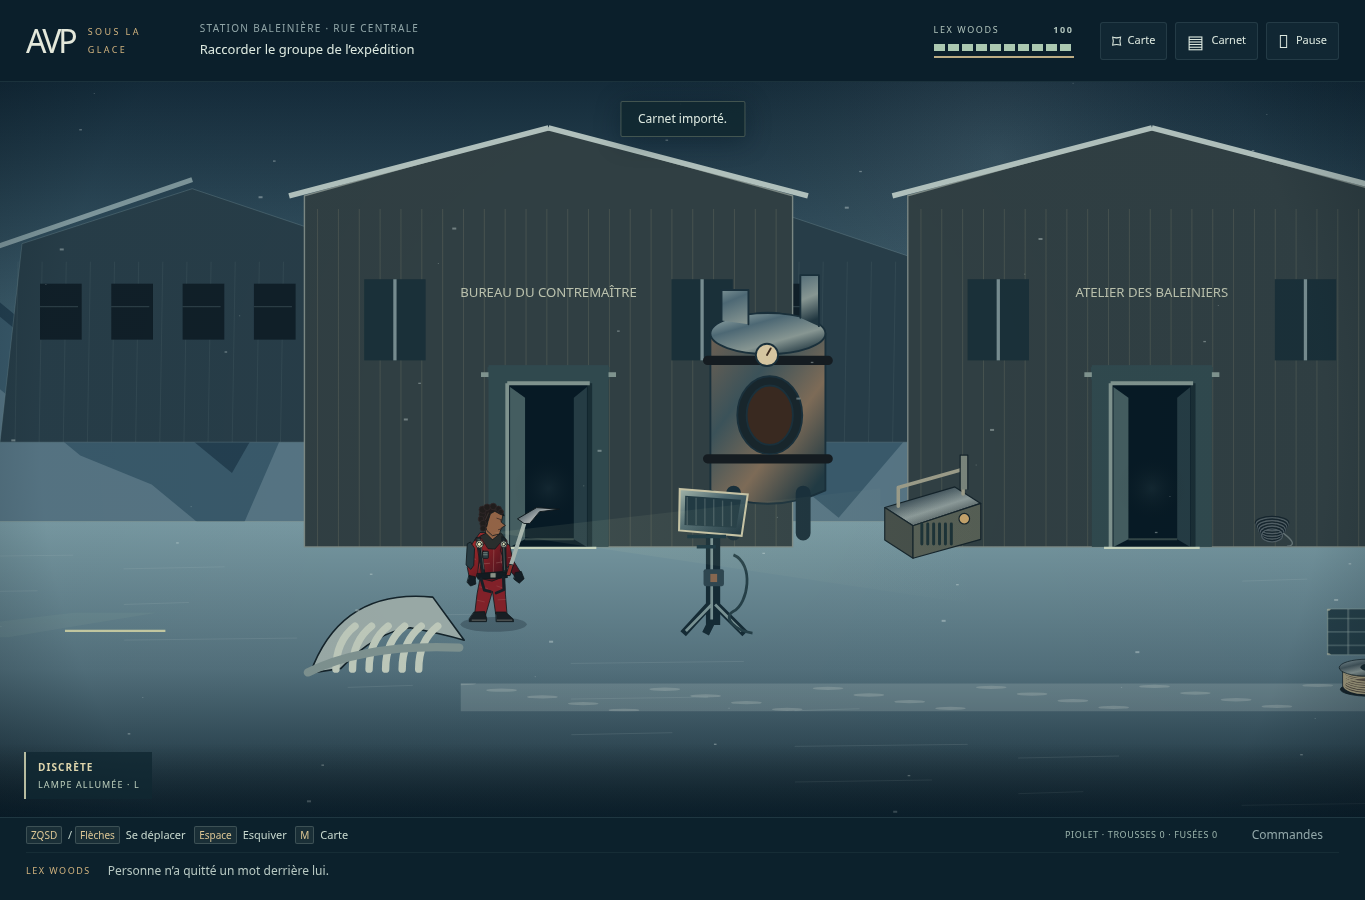 AVP
SOUS LA
GLACE
STATION BALEINIÈRE · RUE CENTRALE
Raccorder le groupe de l’expédition
LEX WOODS 100
Carte
Carnet
Pause
Carnet importé.
BUREAU DU CONTREMAÎTRE
ATELIER DES BALEINIERS
DISCRÈTE
LAMPE ALLUMÉE · L
ZQSD / Flèches Se déplacer Espace Esquiver M Carte
PIOLET · TROUSSES 0 · FUSÉES 0
Commandes
LEX WOODS Personne n’a quitté un mot derrière lui.